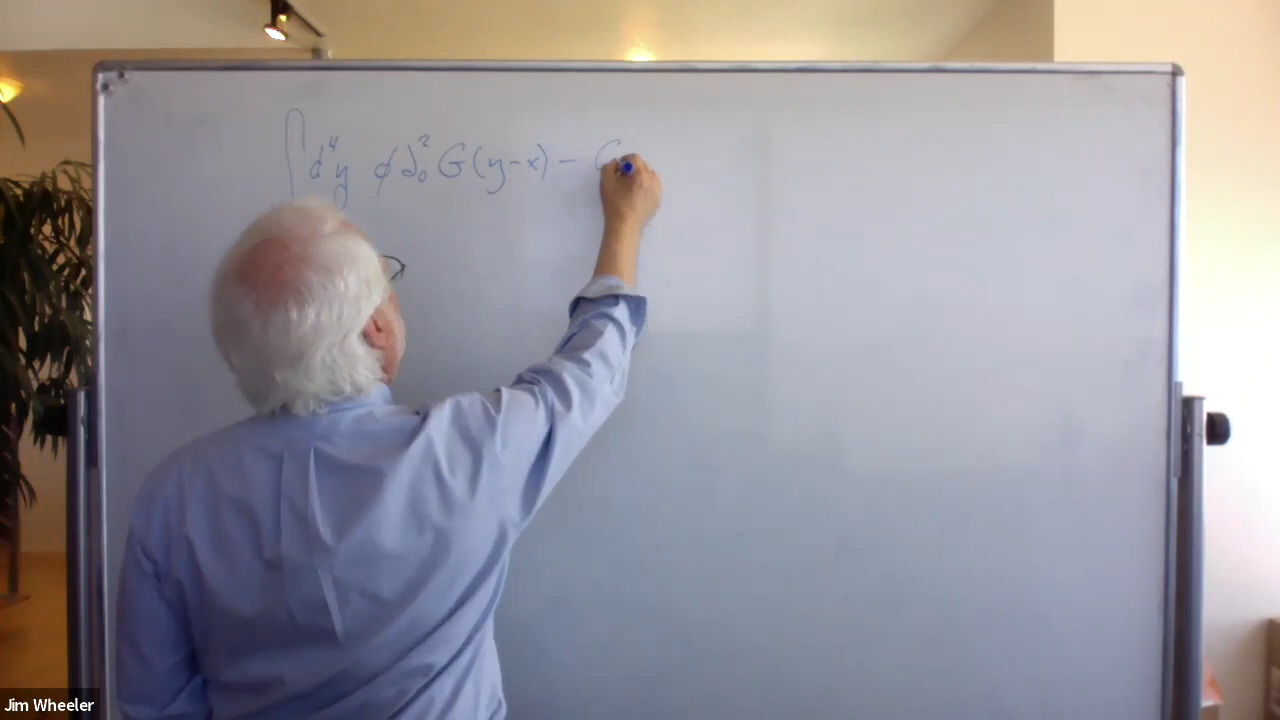 ∫ d⁴y φ ∂₀² G(y-x) - G
Jim Wheeler